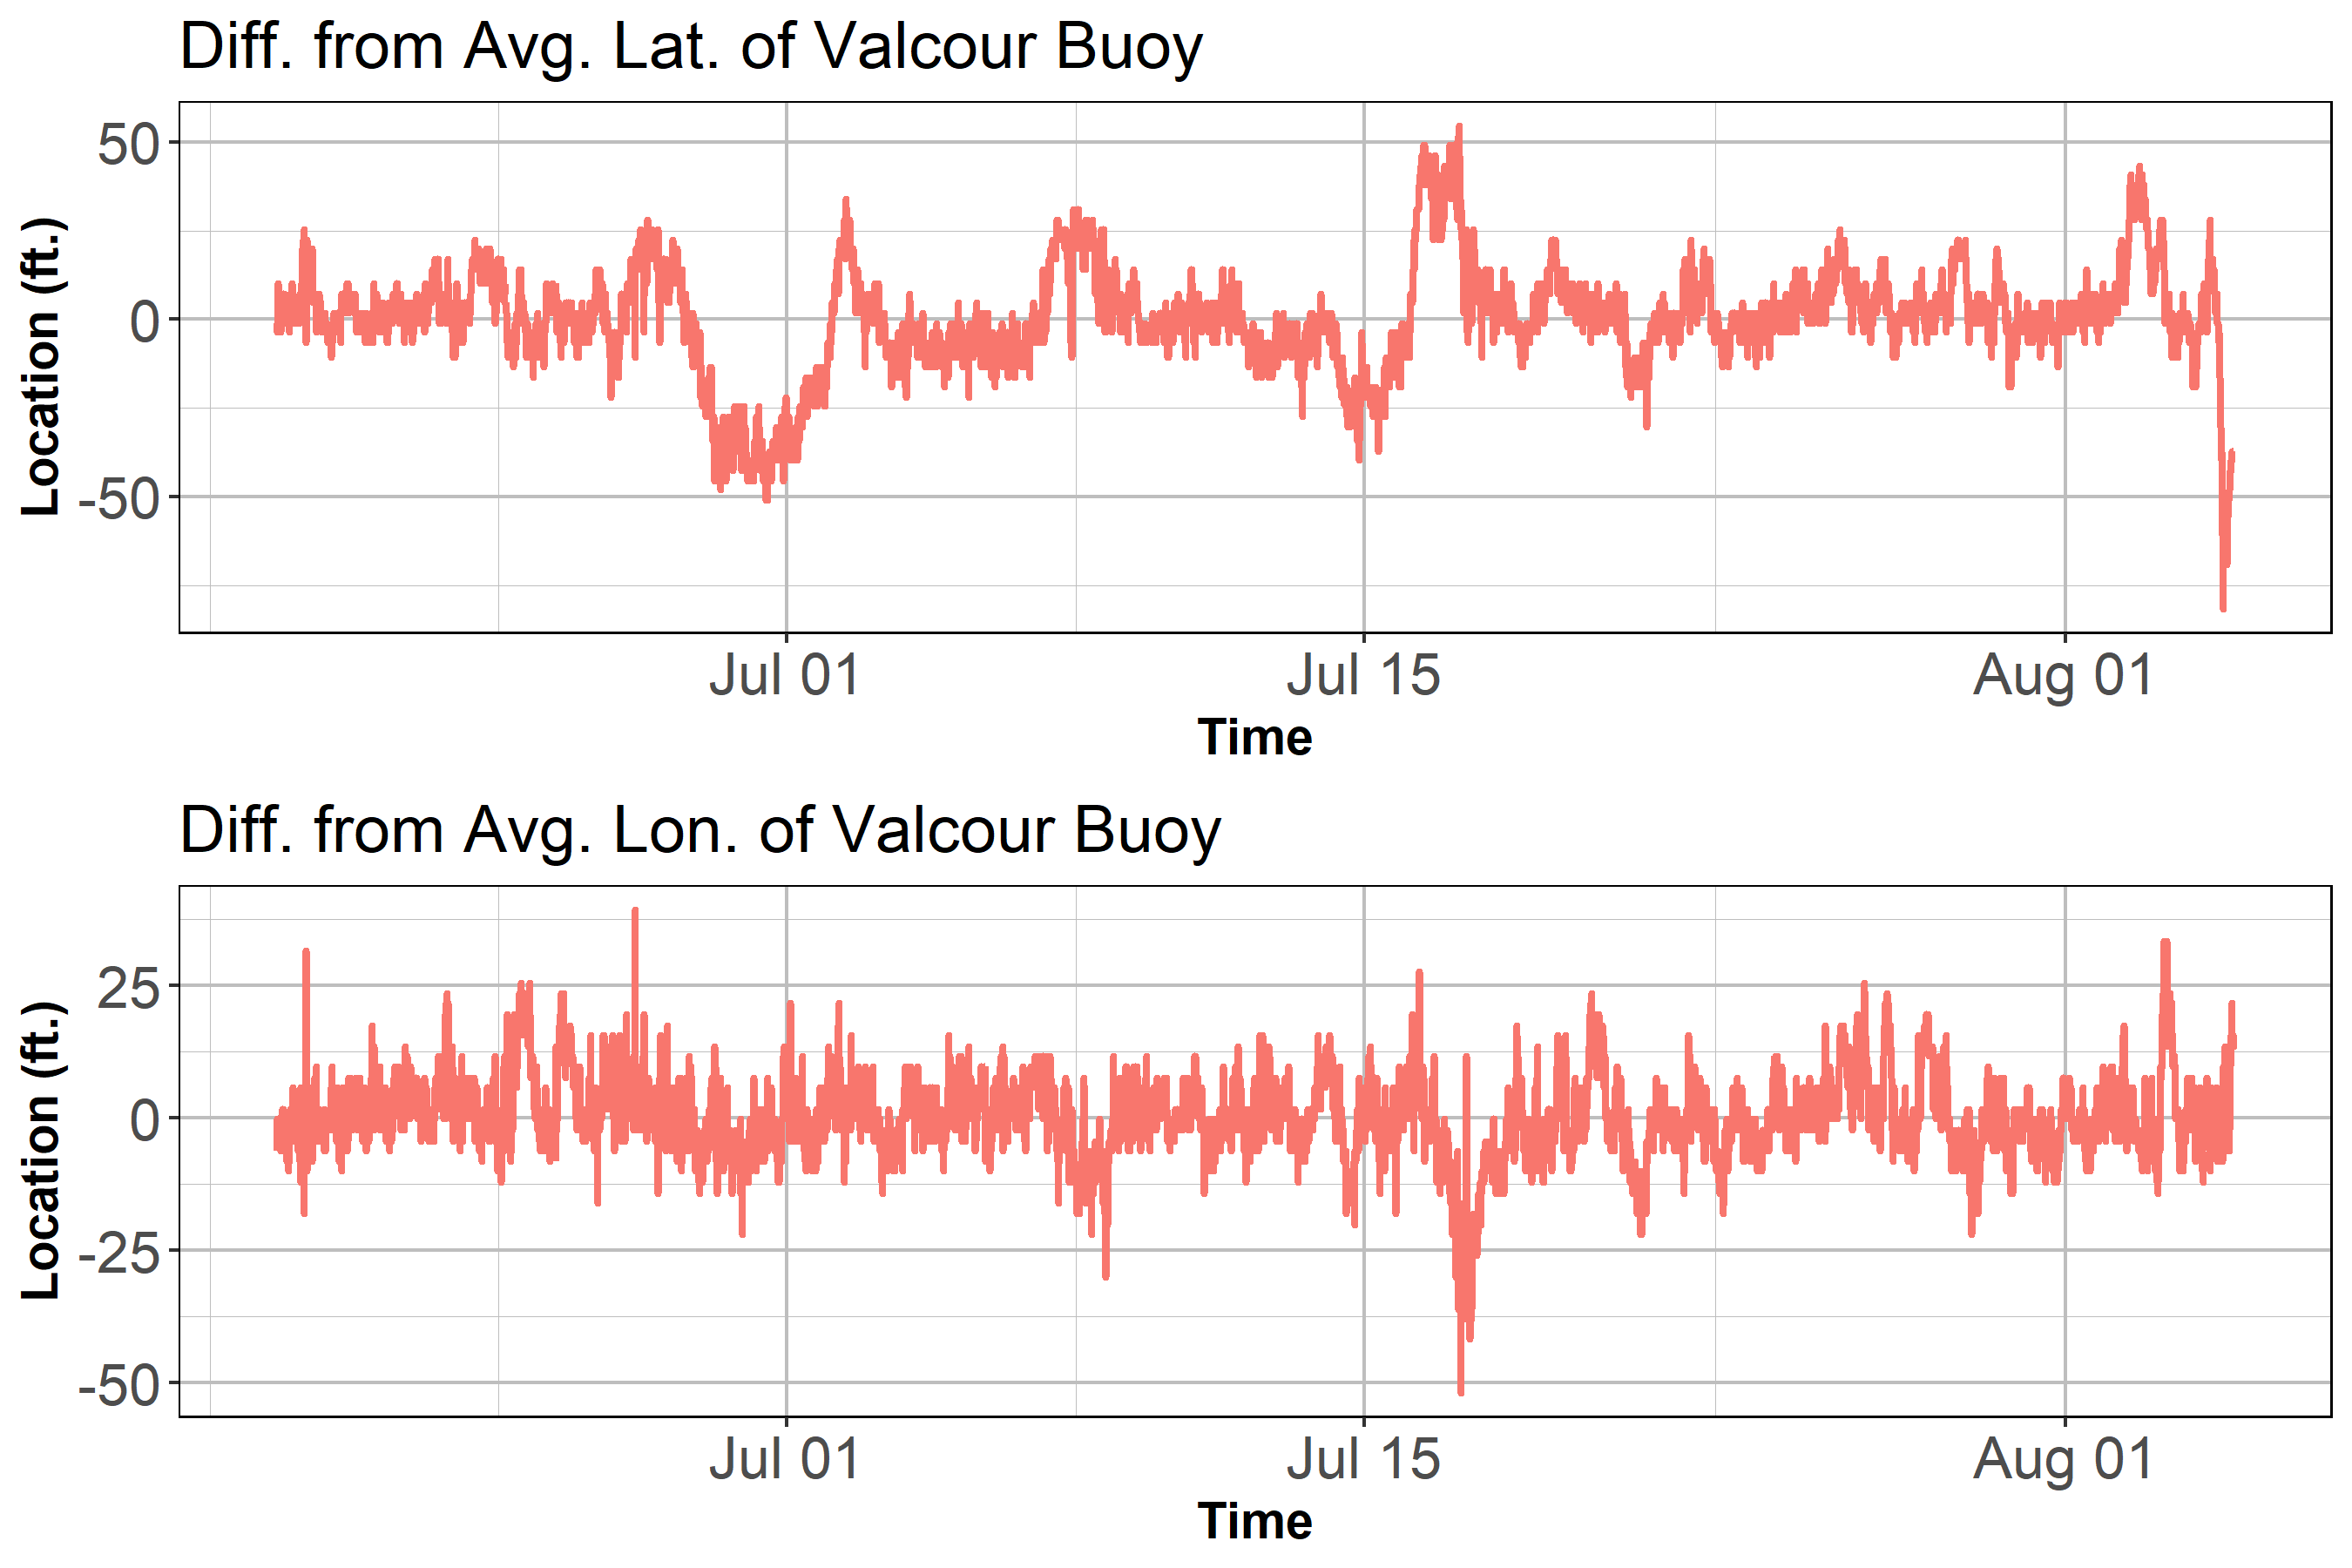 Diff. from Avg. Lat. of Valcour Buoy
Location (ft.)
50
0
-50
Jul 01 Jul 15 Aug 01
Time
Diff. from Avg. Lon. of Valcour Buoy
Location (ft.)
25
0
-25
-50
Jul 01 Jul 15 Aug 01
Time